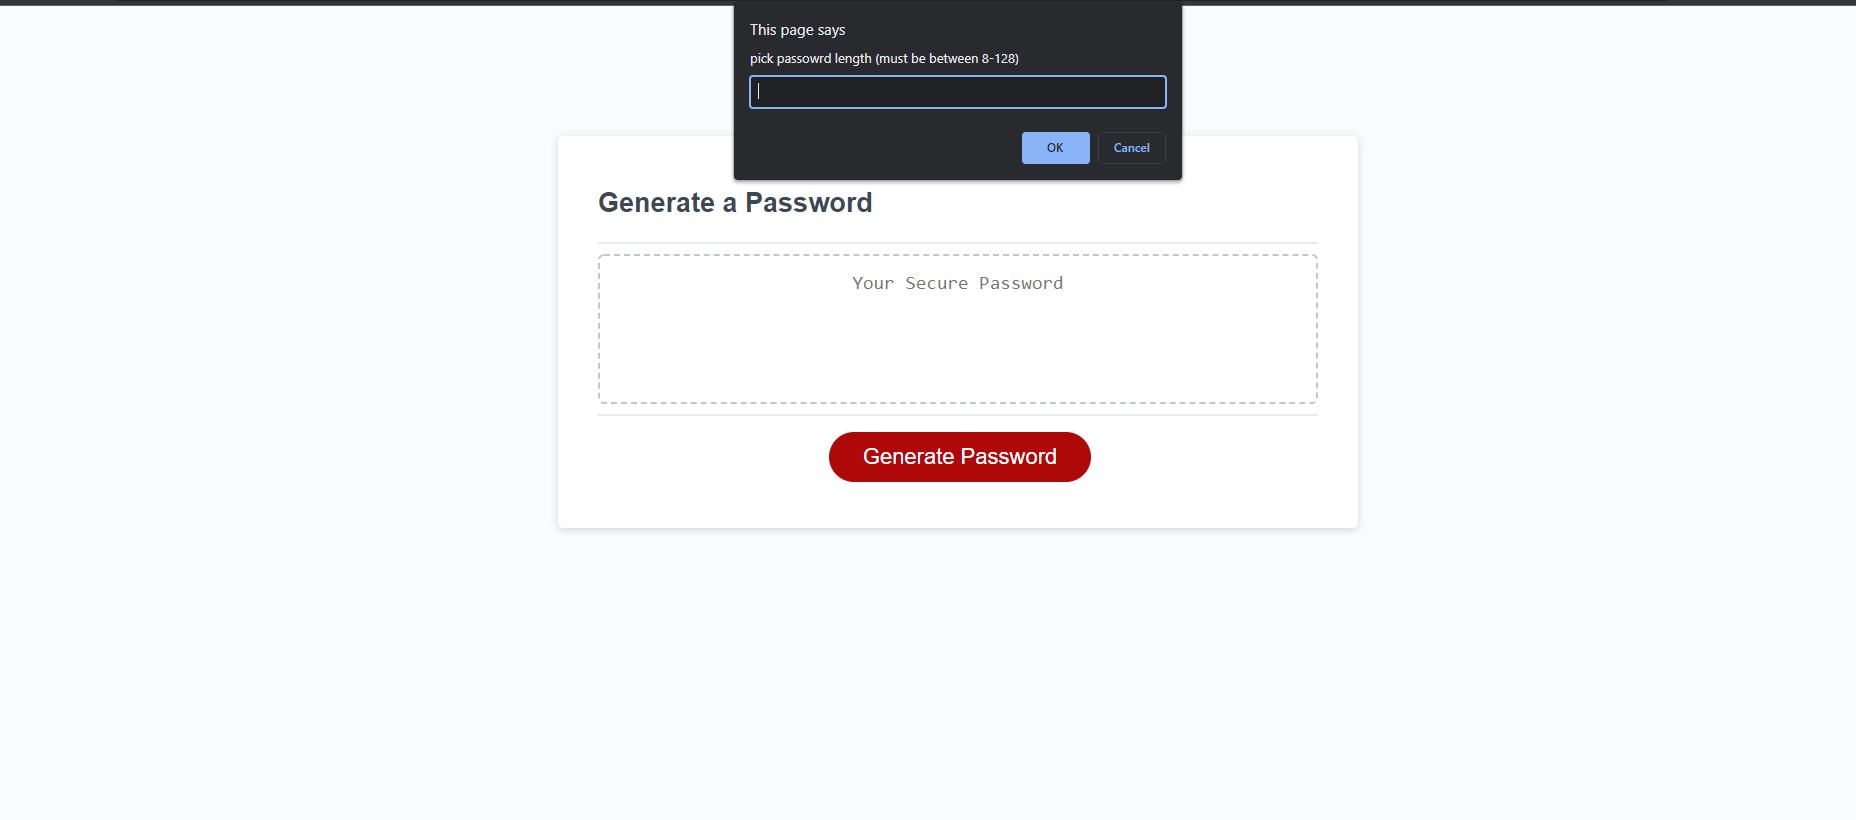 This page says
pick passowrd length (must be between 8-128)
OK
Cancel
Generate a Password
Your Secure Password
Generate Password